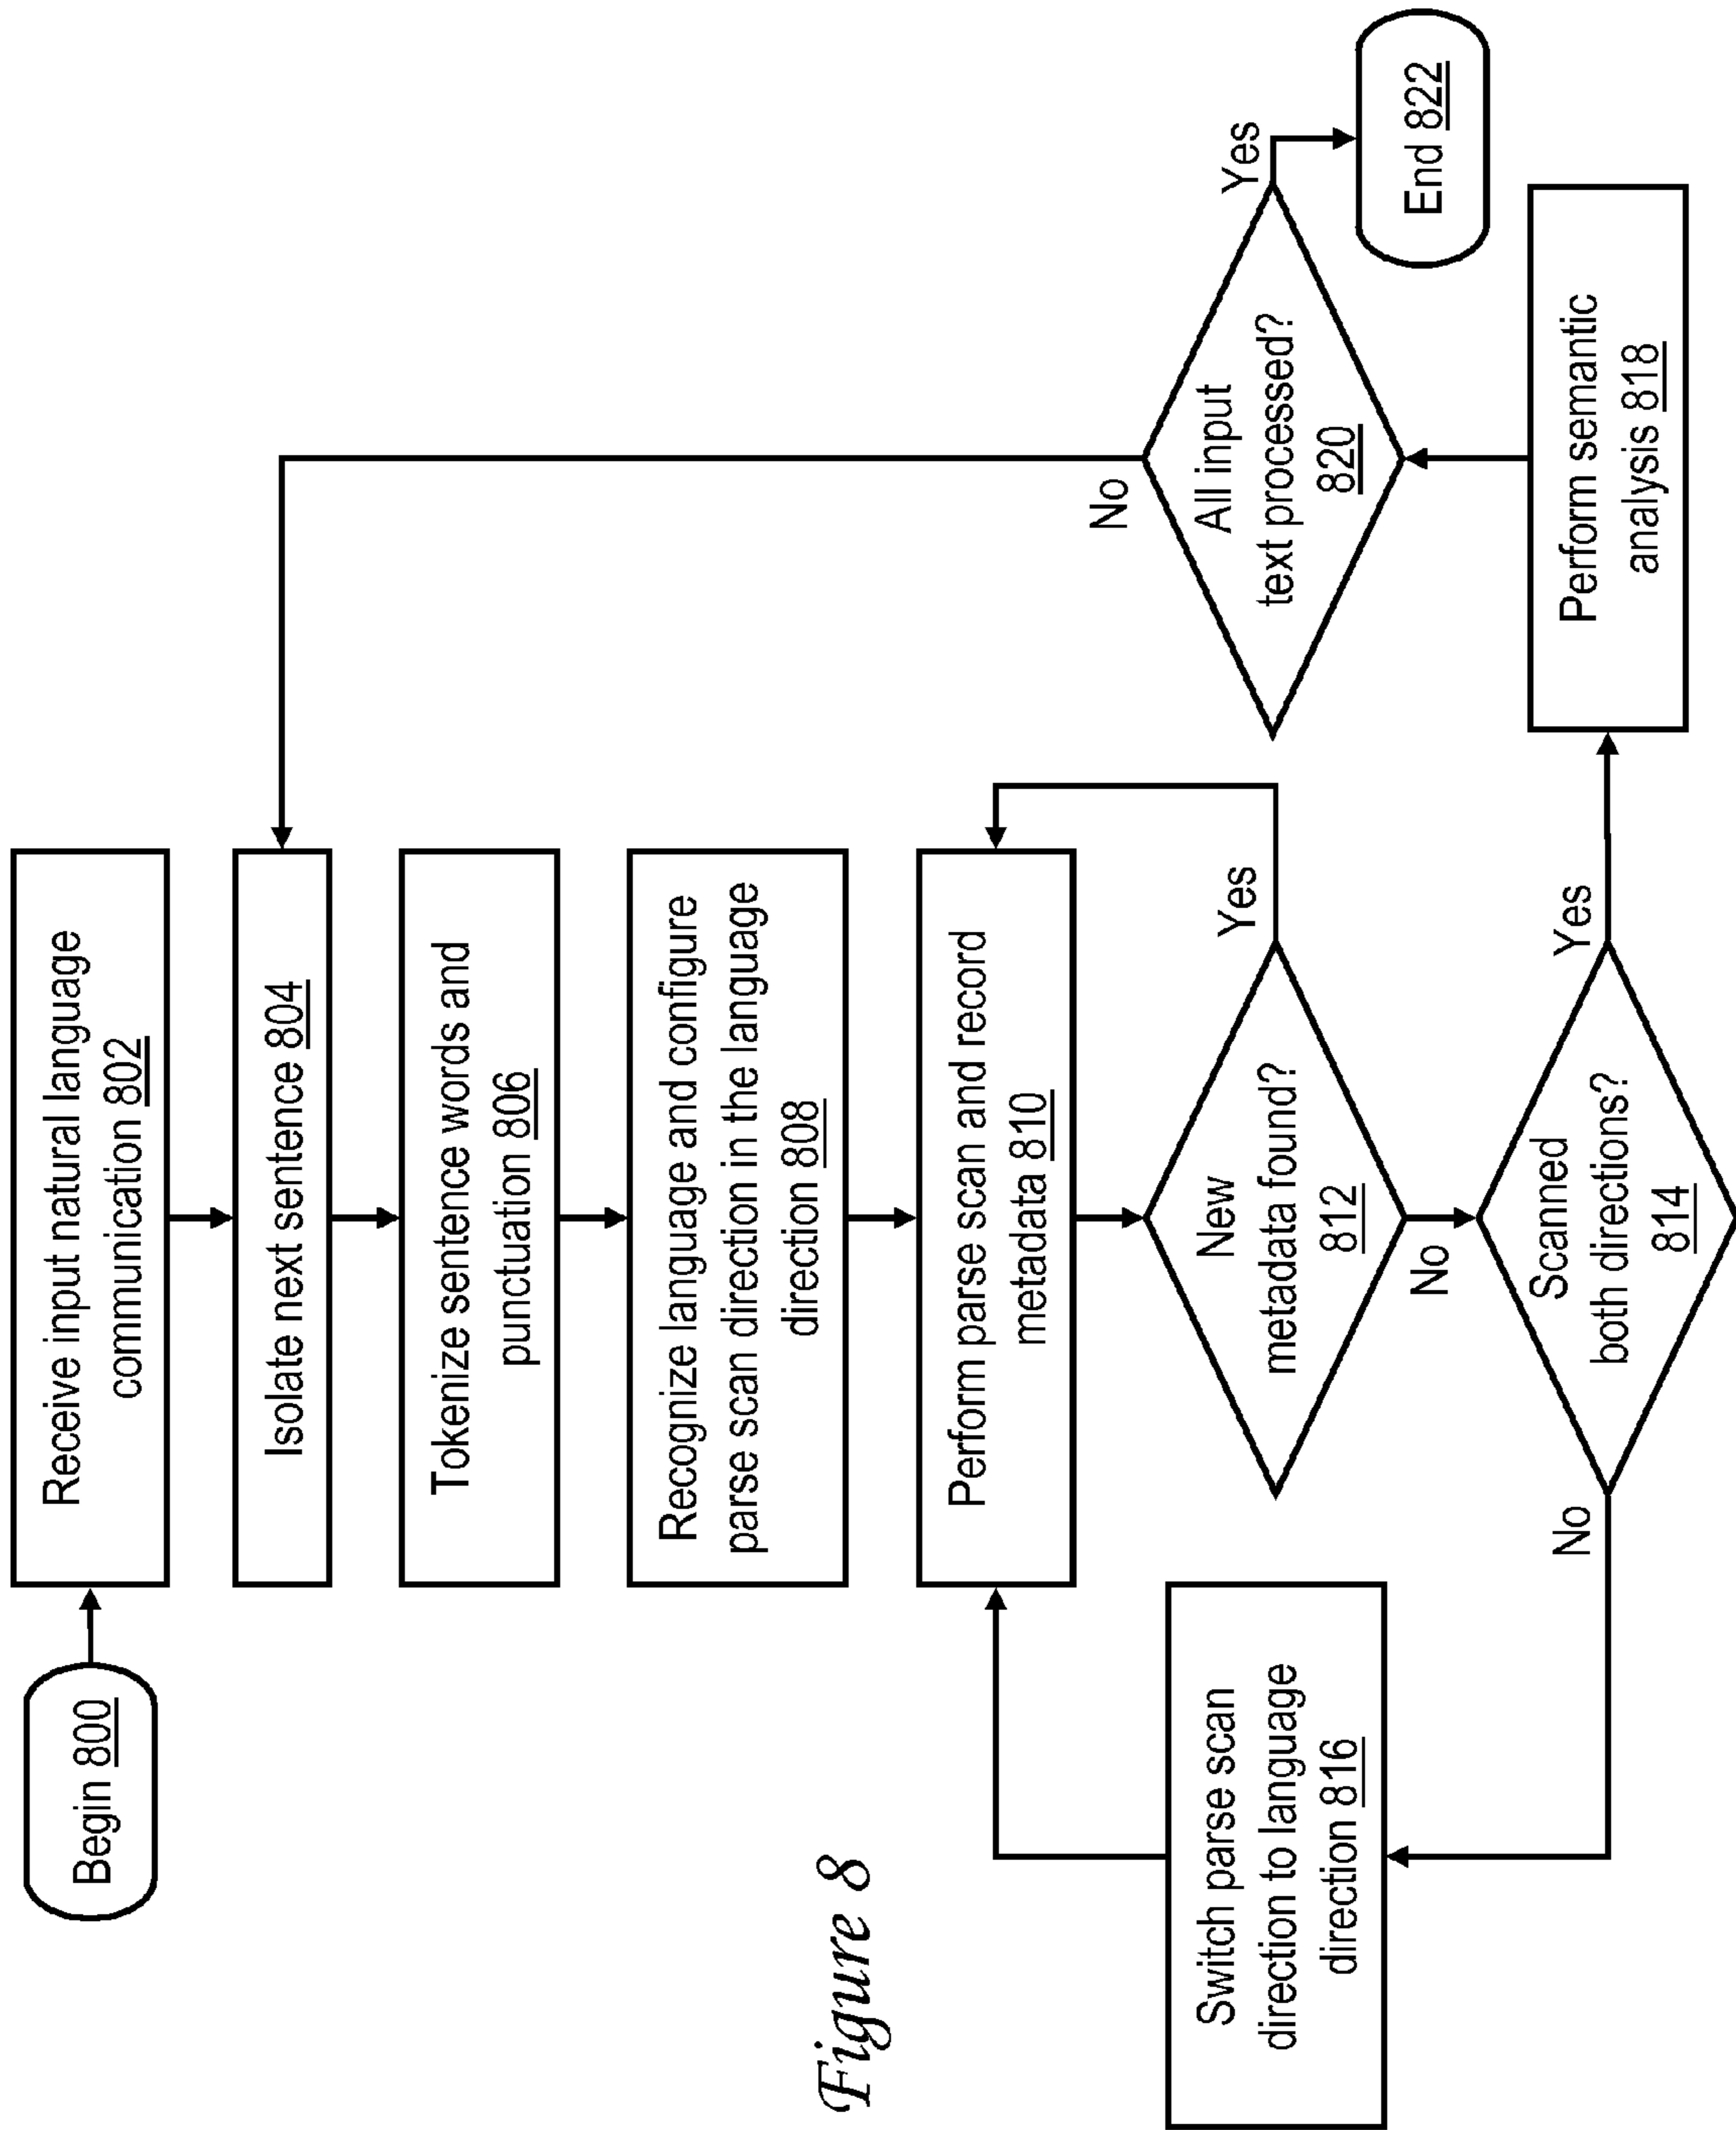 Begin 800
Receive input natural language
communication 802
Isolate next sentence 804
Tokenize sentence words and
punctuation 806
Recognize language and configure
parse scan direction in the language
direction 808
Perform parse scan and record
metadata 810
New
metadata found?
812
Yes
No
Scanned
both directions?
814
No
Yes
Switch parse scan
direction to language
direction 816
Perform semantic
analysis 818
All input
text processed?
820
No
Yes
End 822
Figure 8